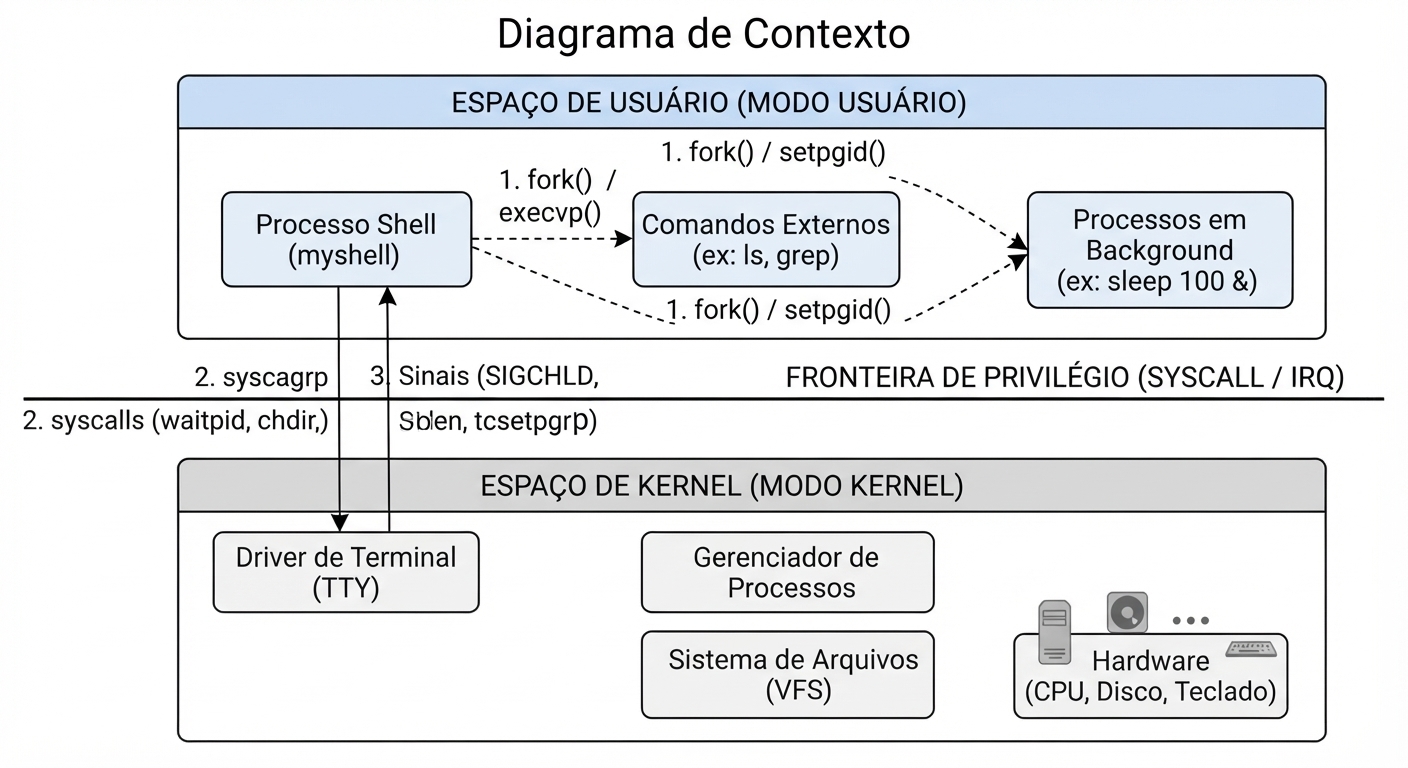 Diagrama de Contexto
ESPAÇO DE USUÁRIO (MODO USUÁRIO)
1. fork() / setpgid()
1. fork() /
execvp()
Processo Shell
(myshell)
Comandos Externos
(ex: ls, grep)
Processos em
Background
(ex: sleep 100 &)
1. fork() / setpgid()
2. syscagrp
3. Sinais (SIGCHLD,
FRONTEIRA DE PRIVILÉGIO (SYSCALL / IRQ)
2. syscalls (waitpid, chdir,)
tcsetpgrp)
ESPAÇO DE KERNEL (MODO KERNEL)
Driver de Terminal
(TTY)
Gerenciador de
Processos
Sistema de Arquivos
(VFS)
Hardware
(CPU, Disco, Teclado)